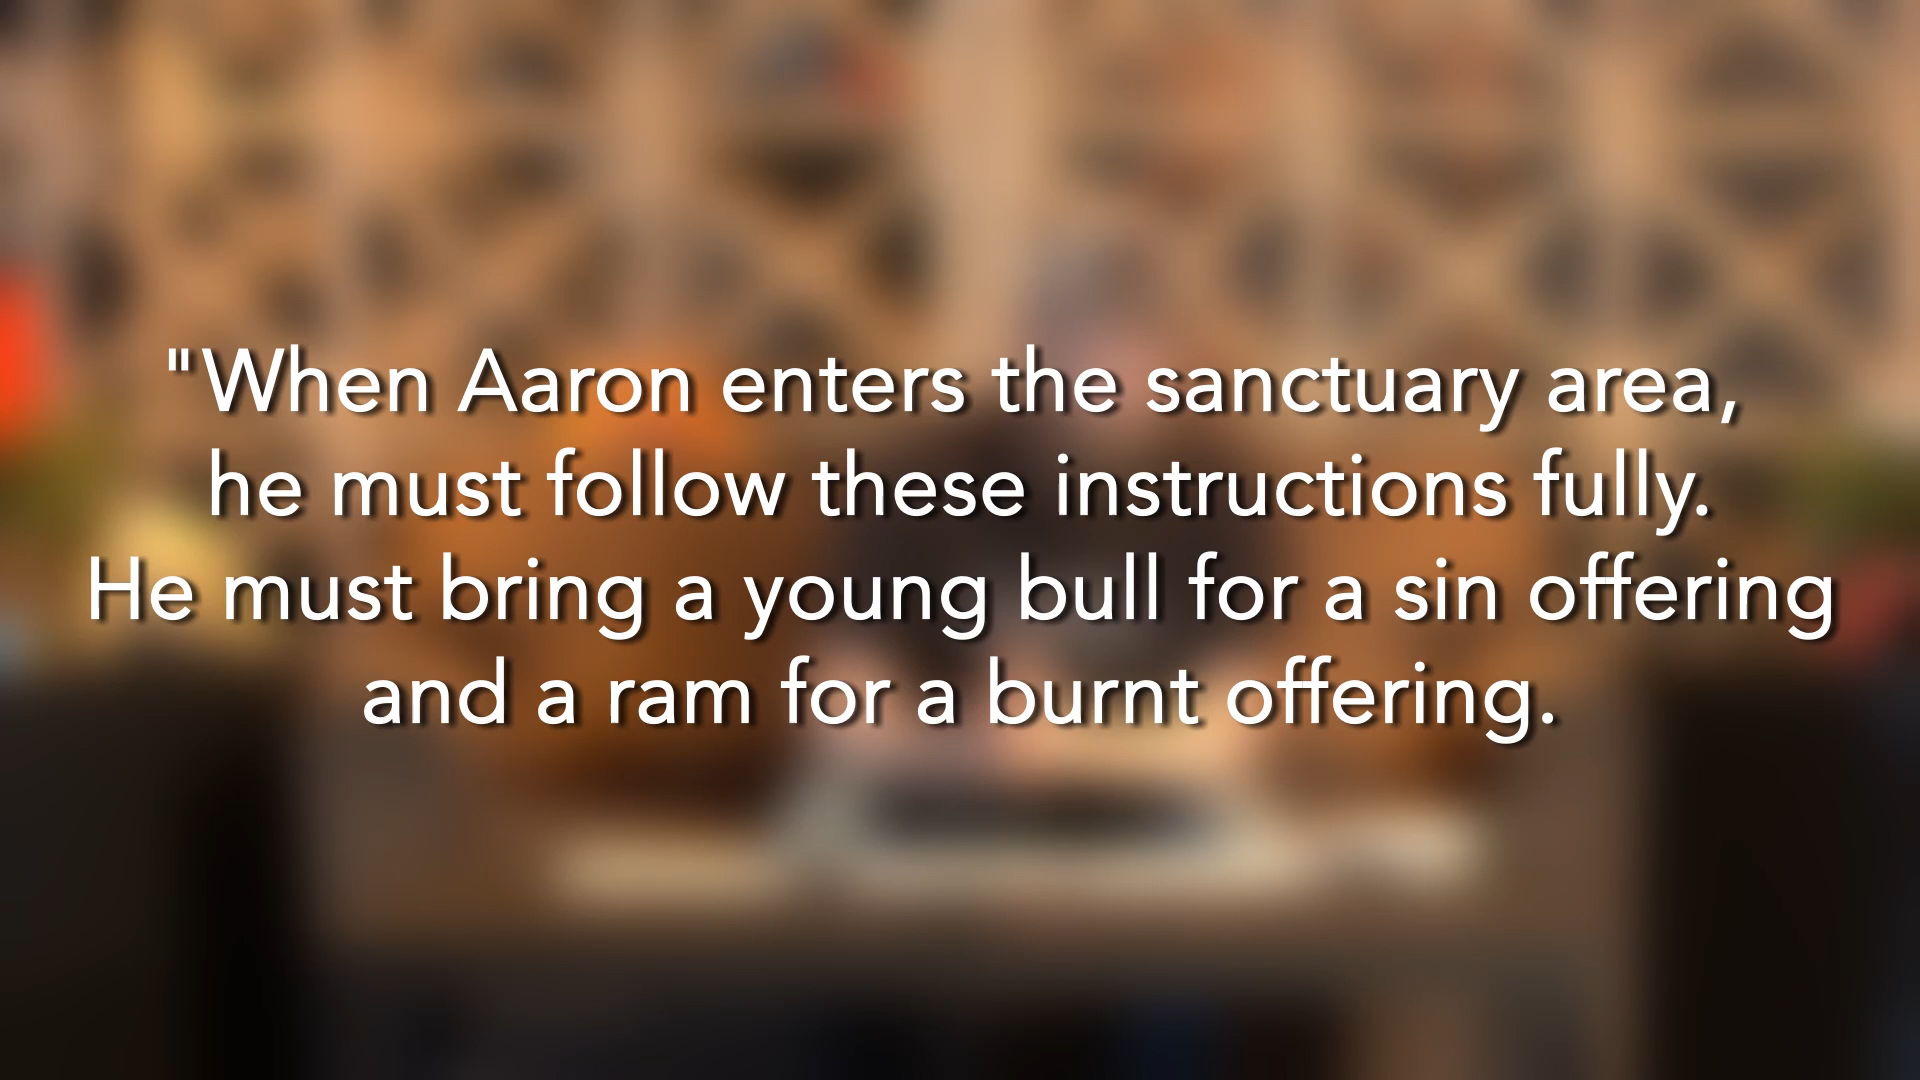 "When Aaron enters the sanctuary area,
he must follow these instructions fully.
He must bring a young bull for a sin offering
and a ram for a burnt offering.